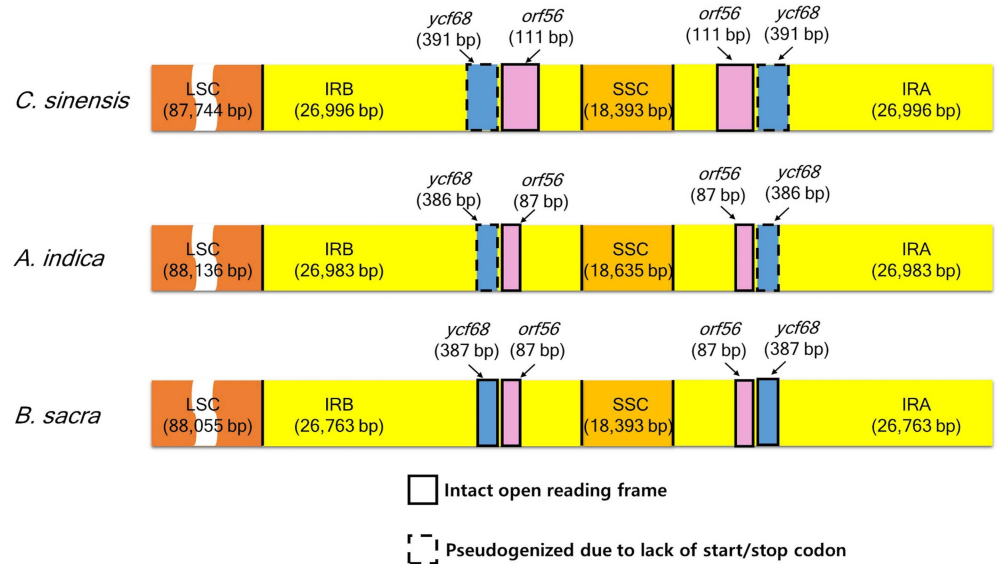 ycf68
(391 bp)
orf56
(111 bp)
orf56
(111 bp)
ycf68
(391 bp)
C. sinensis
LSC
(87,744 bp)
IRB
(26,996 bp)
SSC
(18,393 bp)
IRA
(26,996 bp)
ycf68
(386 bp)
orf56
(87 bp)
orf56
(87 bp)
ycf68
(386 bp)
A. indica
LSC
(88,136 bp)
IRB
(26,983 bp)
SSC
(18,635 bp)
IRA
(26,983 bp)
ycf68
(387 bp)
orf56
(87 bp)
orf56
(87 bp)
ycf68
(387 bp)
B. sacra
LSC
(88,055 bp)
IRB
(26,763 bp)
SSC
(18,393 bp)
IRA
(26,763 bp)
Intact open reading frame
Pseudogenized due to lack of start/stop codon